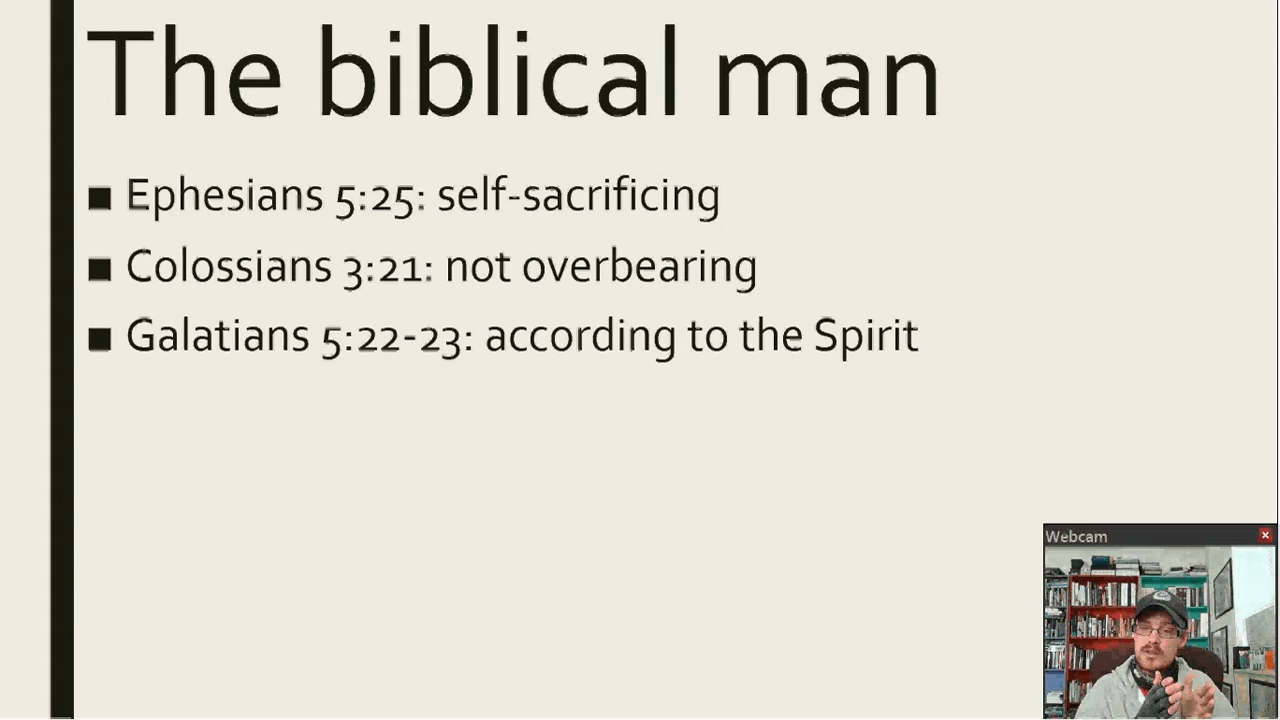 The biblical man
■ Ephesians 5:25: self-sacrificing
■ Colossians 3:21: not overbearing
■ Galatians 5:22-23: according to the Spirit
Webcam